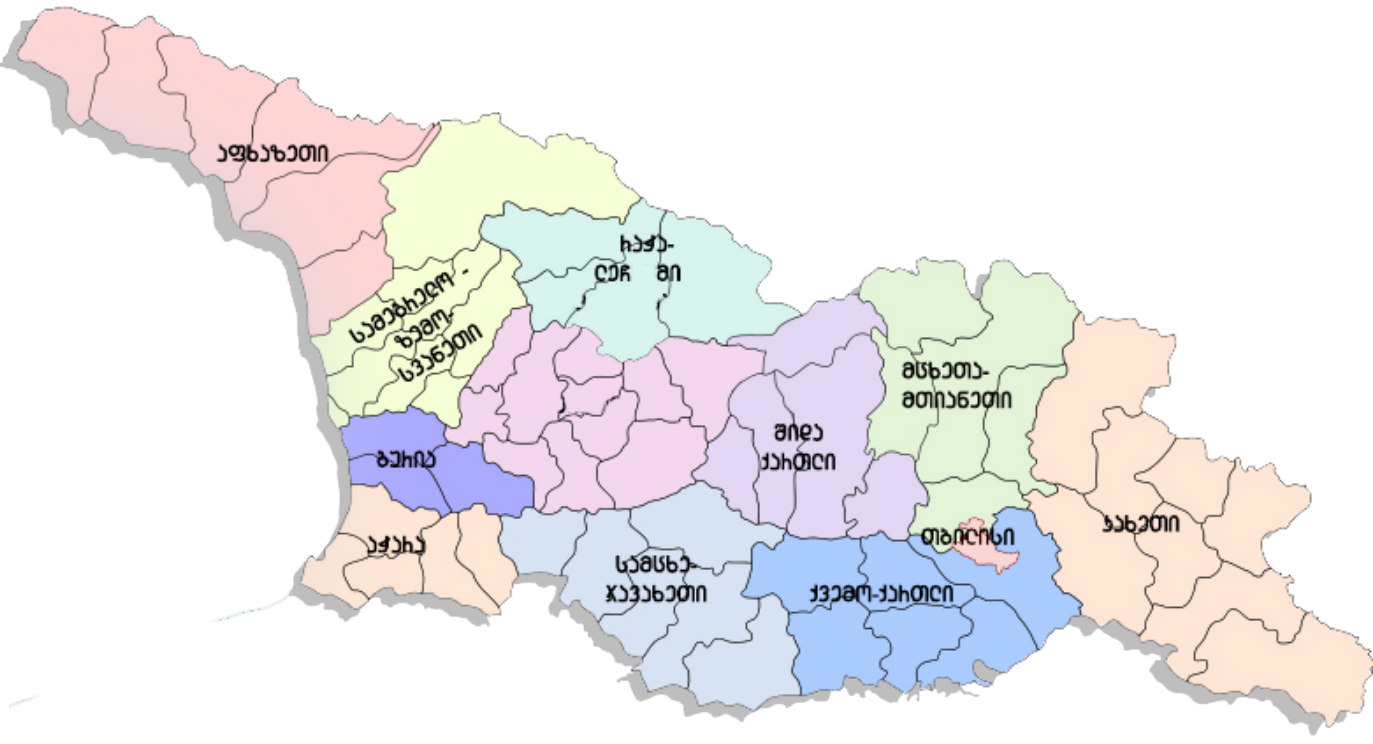 აფხაზეთი
რაჭა-
ლეჩ მი
სამეგრელო -
ზემო-
სვანეთი
მცხეთა-
მთიანეთი
შიდა
ქართლი
გურია
აჭარა
თბილისი
კახეთი
სამცხე-
ჯავახეთი
ქვემო-ქართლი